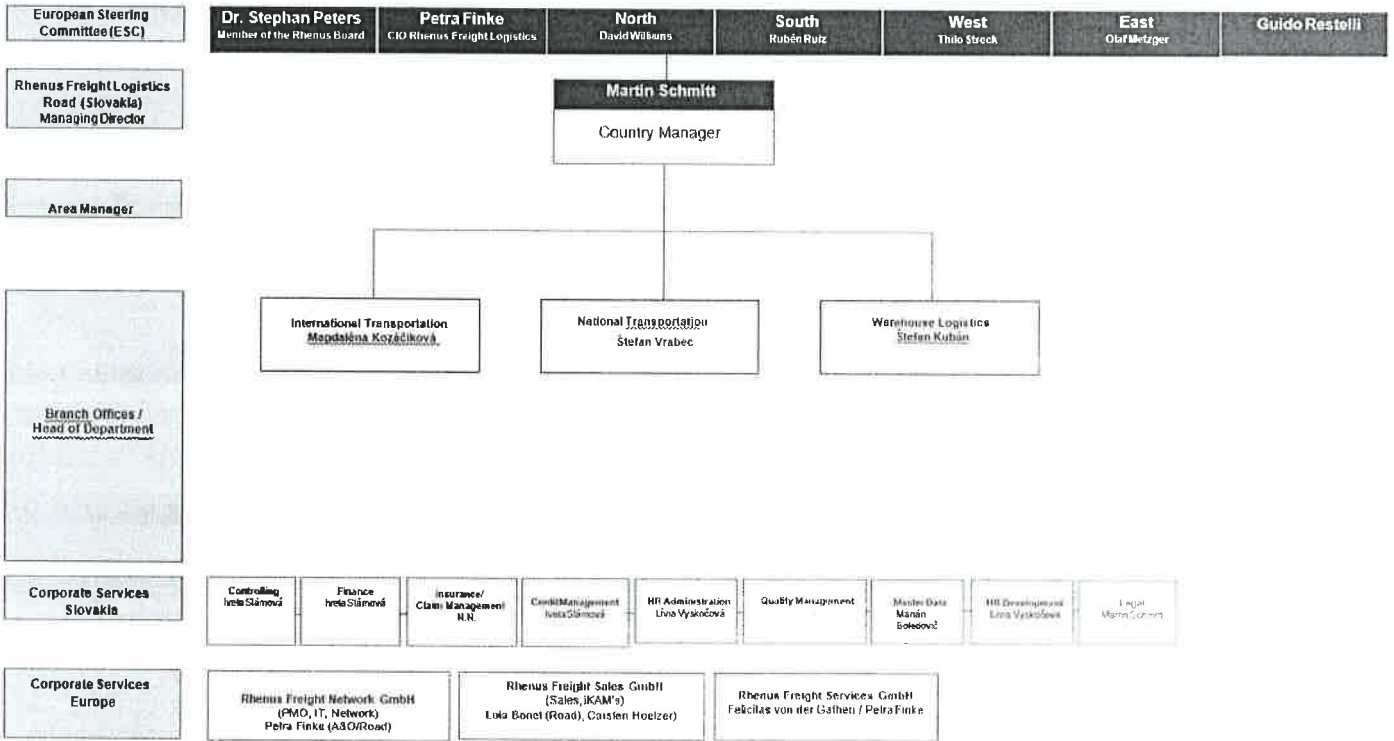 European Steering
Committee (ESC)
Dr. Stephan Peters
Member of the Rhenus Board
Petra Finke
CIO Rhenus Freight Logistics
North
David Williams
South
Rubén Ruiz
West
Thilo Streck
East
Olaf Metzger
Guido Restelli
Rhenus Freight Logistics
Road (Slovakia)
Managing Director
Martin Schmitt
Country Manager
Area Manager
Branch Offices /
Head of Department
International Transportation
Magdaléna Kozáčiková
National Transportation
Štefan Vrabec
Warehouse Logistics
Štefan Kubán
Corporate Services
Slovakia
Controlling
Iveta Slámová
Finance
Iveta Slámová
Insurance/
Claim Management
N.N.
Credit Management
Iveta Slámová
HR Administration
Lívia Vyskočová
Quality Management
Master Data
Marián
Boledovič
HR Development
Lívia Vyskočová
Legal
Martin Schmitt
Corporate Services
Europe
Rhenus Freight Network GmbH
(PMO, IT, Network)
Petra Finke (A&O/Road)
Rhenus Freight Sales GmbH
(Sales, iKAM's)
Lola Bonet (Road), Carsten Hoelzer)
Rhenus Freight Services GmbH
Felicitas von der Gathen / Petra Finke